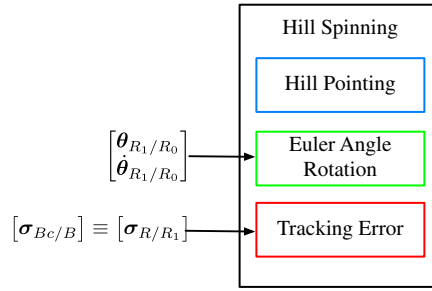 Hill Spinning
Hill Pointing
[θ_{R_1/R_0}
θ̇_{R_1/R_0}]
Euler Angle
Rotation
[σ_{Bc/B}] ≡ [σ_{R/R_1}]
Tracking Error